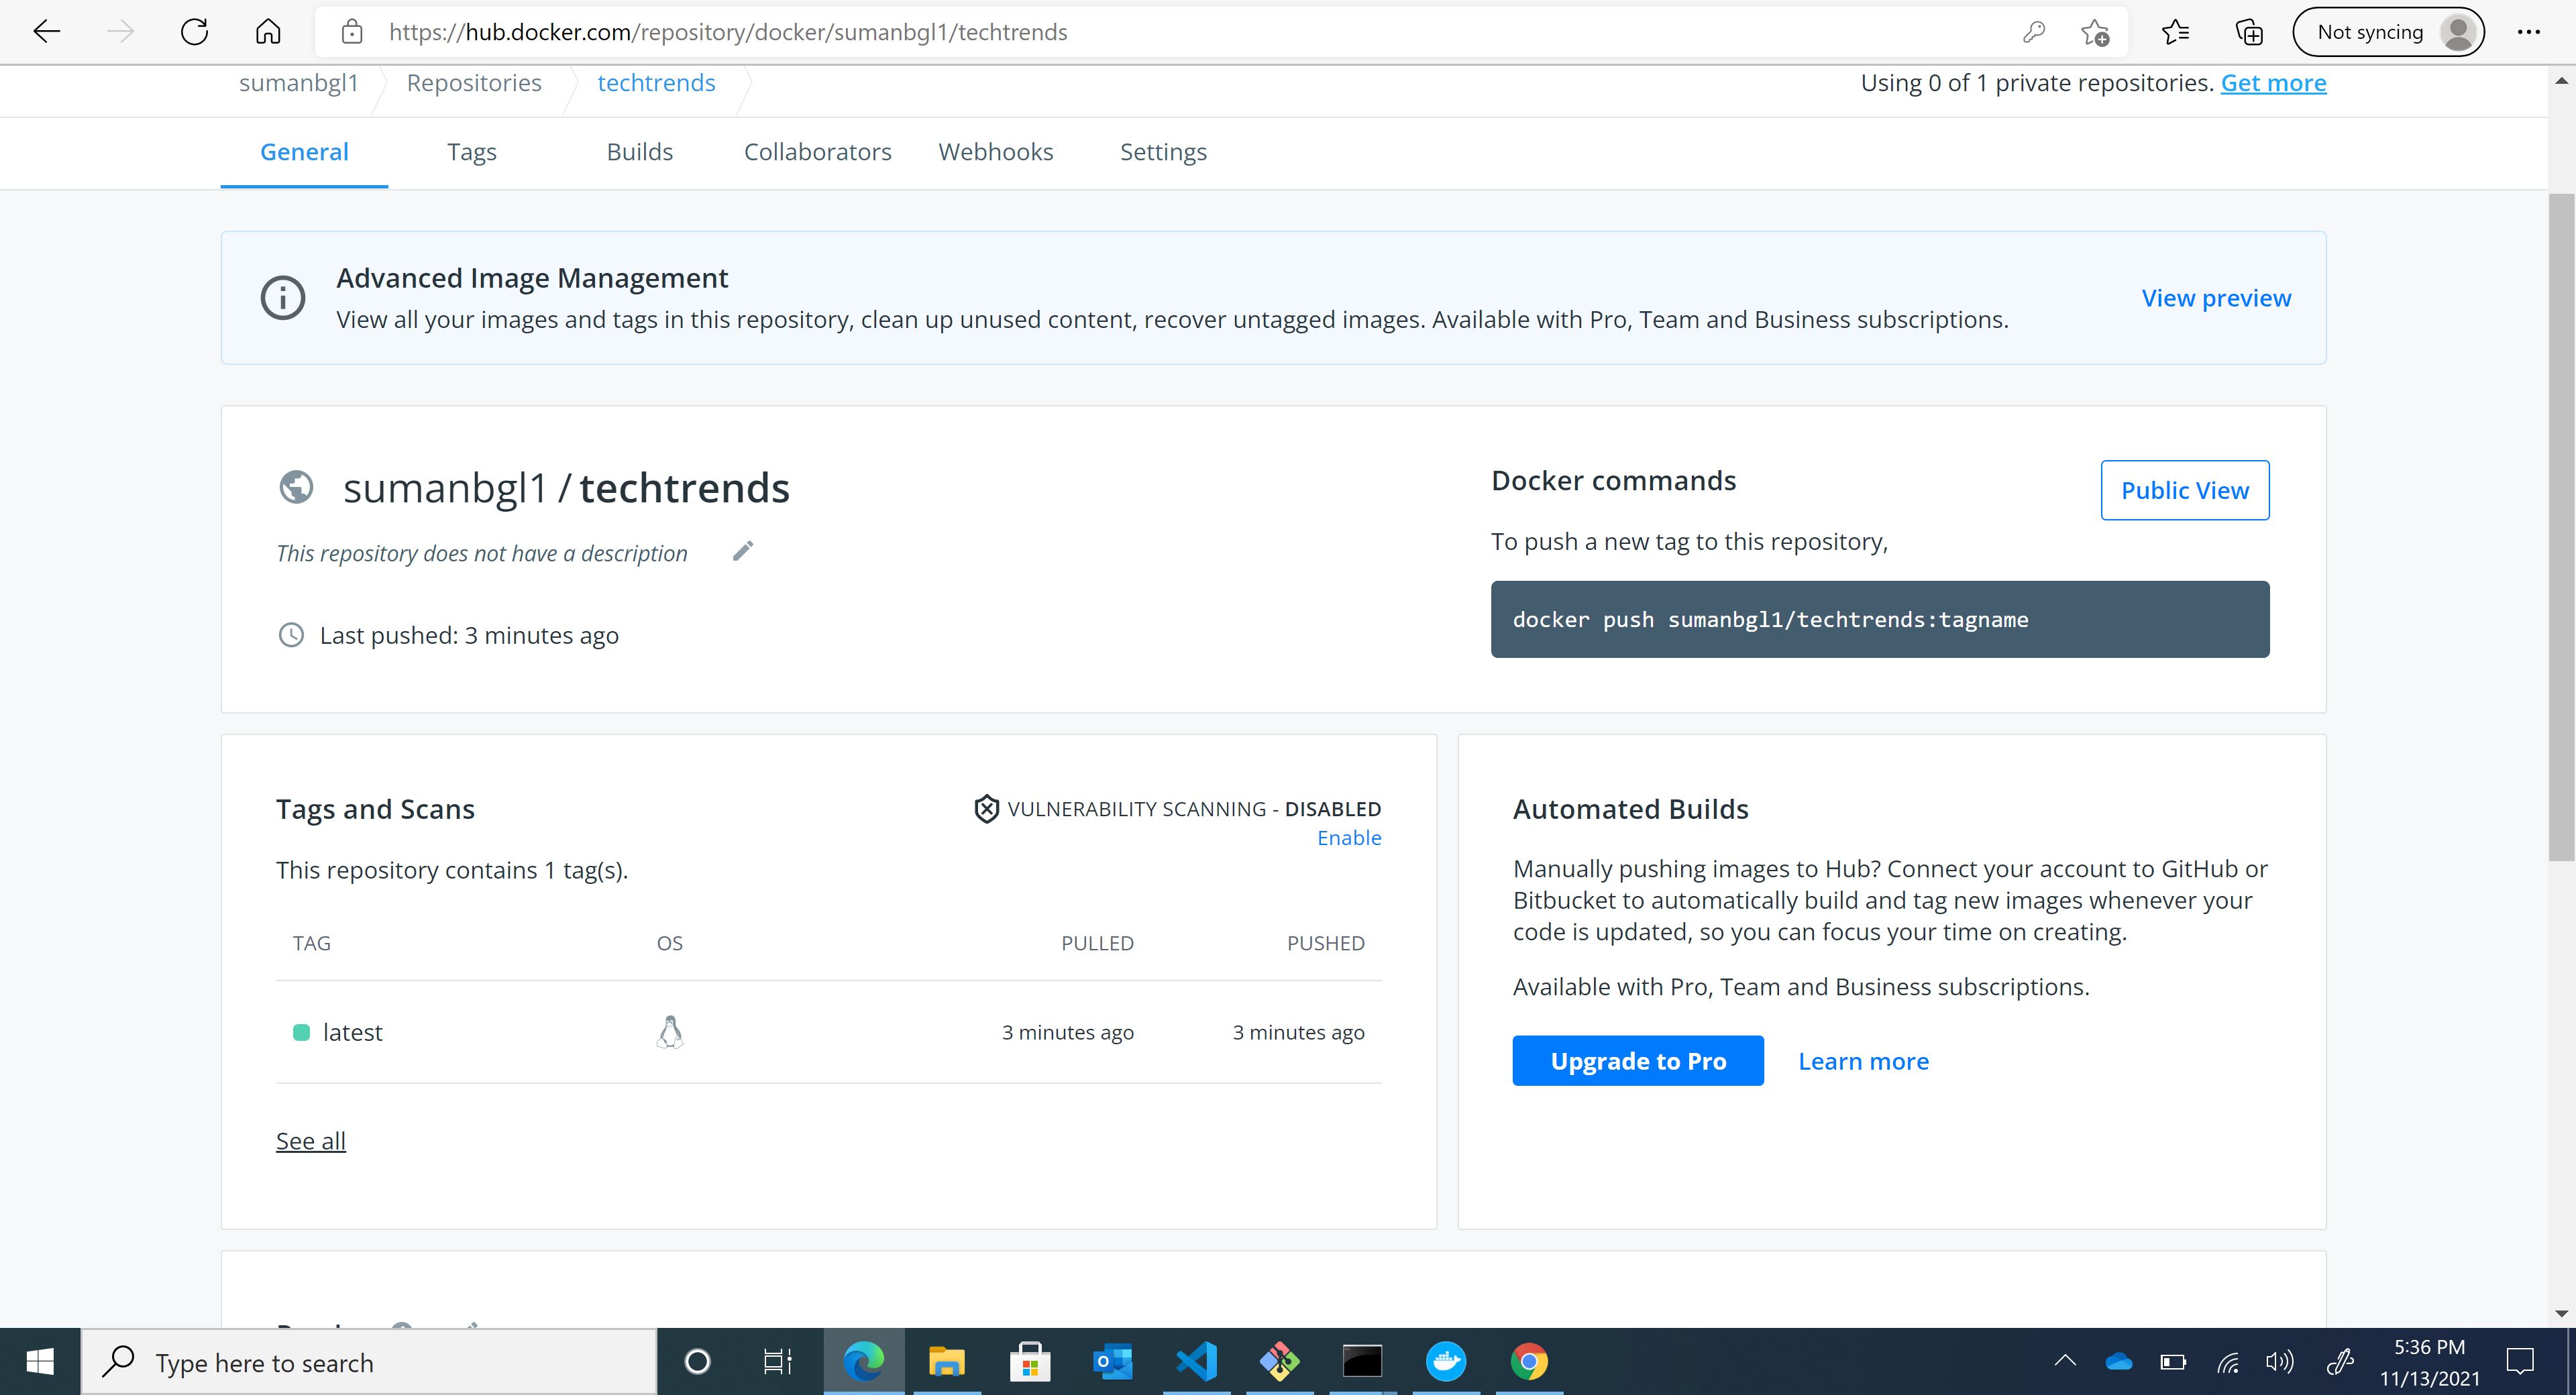 https://hub.docker.com/repository/docker/sumanbgl1/techtrends
Not syncing
sumanbgl1
Repositories
techtrends
Using 0 of 1 private repositories. Get more
General
Tags
Builds
Collaborators
Webhooks
Settings
Advanced Image Management
View all your images and tags in this repository, clean up unused content, recover untagged images. Available with Pro, Team and Business subscriptions.
View preview
sumanbgl1 / techtrends
This repository does not have a description
Last pushed: 3 minutes ago
Docker commands
Public View
To push a new tag to this repository,
docker push sumanbgl1/techtrends:tagname
Tags and Scans
VULNERABILITY SCANNING - DISABLED
Enable
This repository contains 1 tag(s).
TAG OS PULLED PUSHED
latest 3 minutes ago 3 minutes ago
See all
Automated Builds
Manually pushing images to Hub? Connect your account to GitHub or
Bitbucket to automatically build and tag new images whenever your
code is updated, so you can focus your time on creating.
Available with Pro, Team and Business subscriptions.
Upgrade to Pro
Learn more
Type here to search
5:36 PM
11/13/2021